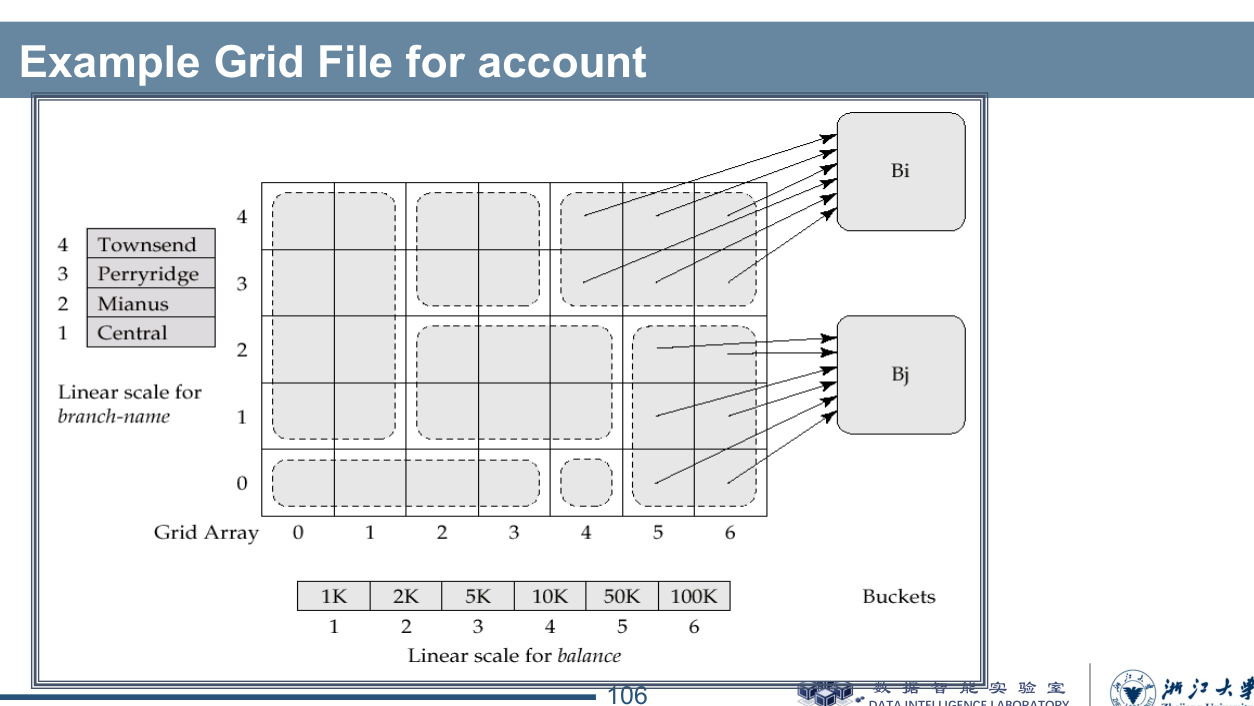 Example Grid File for account
Bi
4 Townsend
3 Perryridge
2 Mianus
1 Central
Linear scale for
branch-name
4
3
2
1
0
Bj
Grid Array 0 1 2 3 4 5 6
1K 2K 5K 10K 50K 100K
1 2 3 4 5 6
Linear scale for balance
Buckets
106
数据智能实验室
DATA INTELLIGENCE LABORATORY
浙江大学